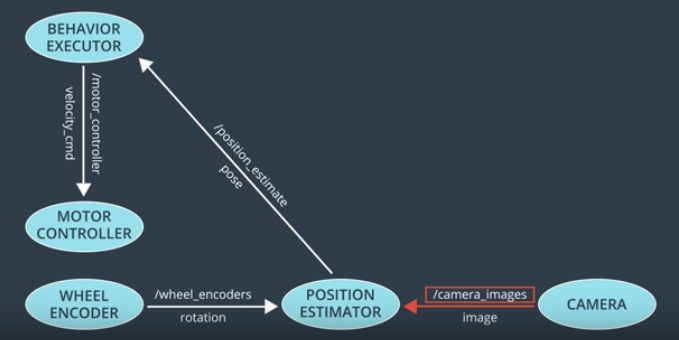 BEHAVIOR
EXECUTOR
/motor_controller
velocity_cmd
/position_estimate
pose
MOTOR
CONTROLLER
WHEEL
ENCODER
/wheel_encoders
rotation
POSITION
ESTIMATOR
/camera_images
image
CAMERA